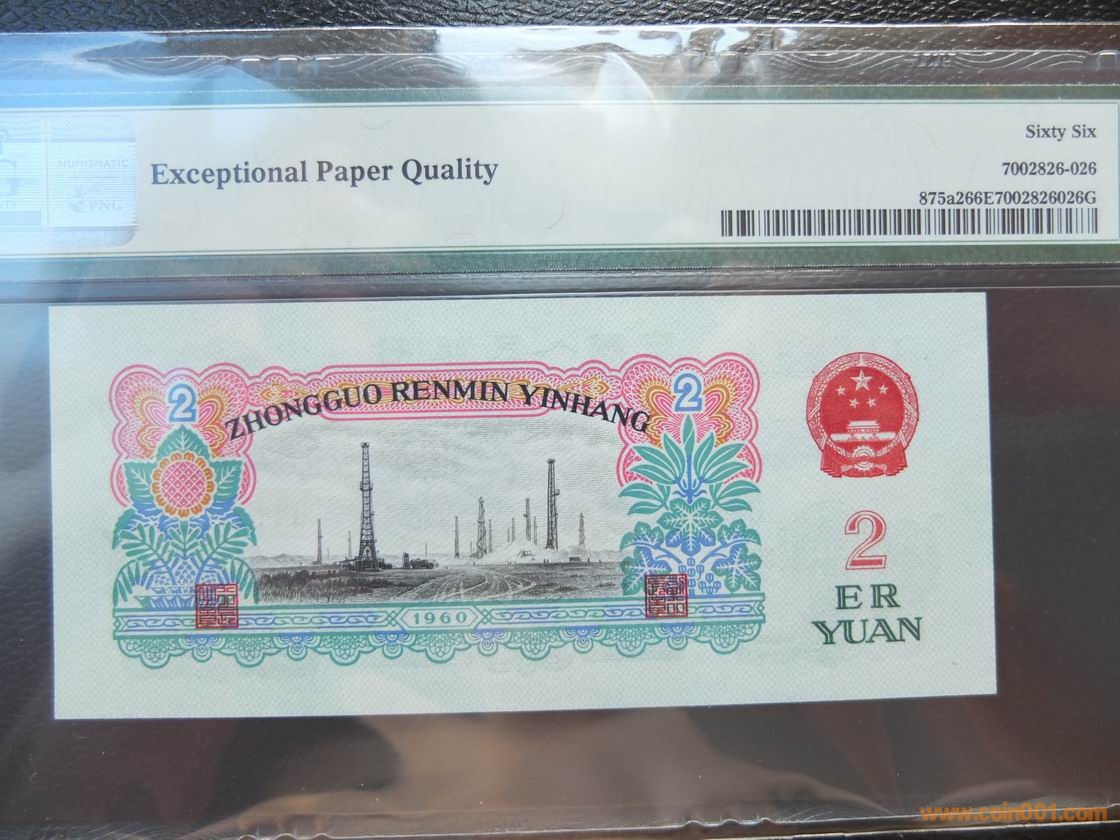 Sixty Six
Exceptional Paper Quality
7002826-026
875a266E7002826026G
NUMISMATIC
PNG
2
2
ZHONGGUO RENMIN YINHANG
1960
2
ER
YUAN
www.coin001.com